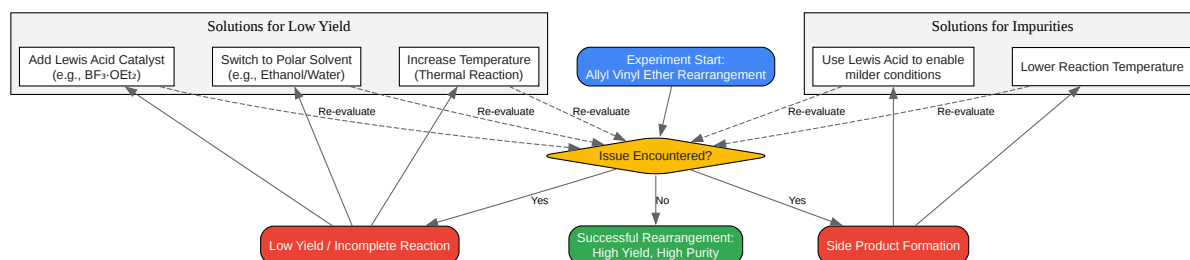 Solutions for Low Yield
Solutions for Impurities
Add Lewis Acid Catalyst
(e.g., BF₃·OEt₂)
Switch to Polar Solvent
(e.g., Ethanol/Water)
Increase Temperature
(Thermal Reaction)
Experiment Start:
Allyl Vinyl Ether Rearrangement
Use Lewis Acid to enable
milder conditions
Lower Reaction Temperature
Re-evaluate
Re-evaluate
Re-evaluate
Re-evaluate
Re-evaluate
Issue Encountered?
Yes
No
Yes
Low Yield / Incomplete Reaction
Successful Rearrangement:
High Yield, High Purity
Side Product Formation